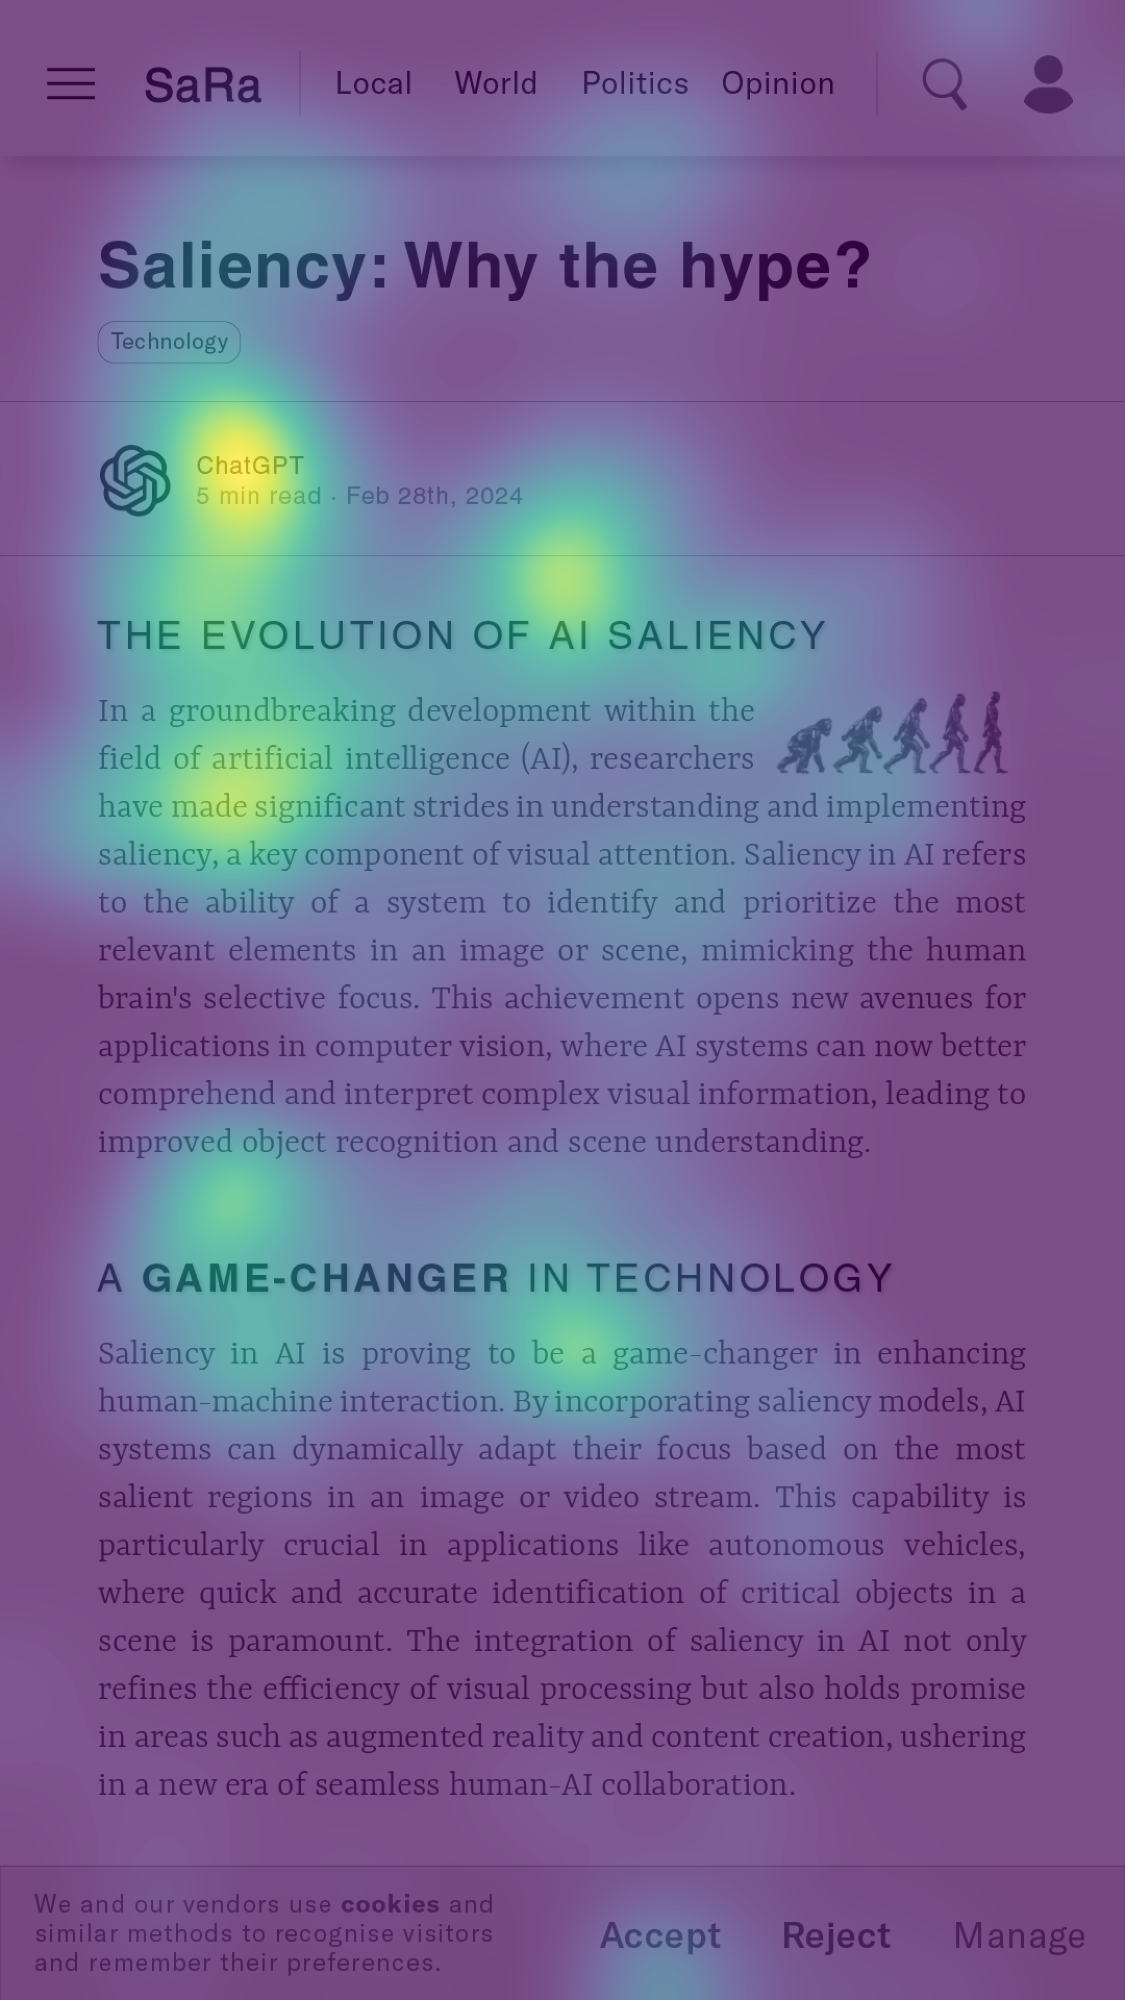 SaRa
Local World Politics Opinion
Saliency: Why the hype?
Technology
ChatGPT
5 min read · Feb 28th, 2024
THE EVOLUTION OF AI SALIENCY
In a groundbreaking development within the
field of artificial intelligence (AI), researchers
have made significant strides in understanding and implementing
saliency, a key component of visual attention. Saliency in AI refers
to the ability of a system to identify and prioritize the most
relevant elements in an image or scene, mimicking the human
brain's selective focus. This achievement opens new avenues for
applications in computer vision, where AI systems can now better
comprehend and interpret complex visual information, leading to
improved object recognition and scene understanding.
A GAME-CHANGER IN TECHNOLOGY
Saliency in AI is proving to be a game-changer in enhancing
human-machine interaction. By incorporating saliency models, AI
systems can dynamically adapt their focus based on the most
salient regions in an image or video stream. This capability is
particularly crucial in applications like autonomous vehicles,
where quick and accurate identification of critical objects in a
scene is paramount. The integration of saliency in AI not only
refines the efficiency of visual processing but also holds promise
in areas such as augmented reality and content creation, ushering
in a new era of seamless human-AI collaboration.
We and our vendors use cookies and
similar methods to recognise visitors
and remember their preferences.
Accept Reject Manage